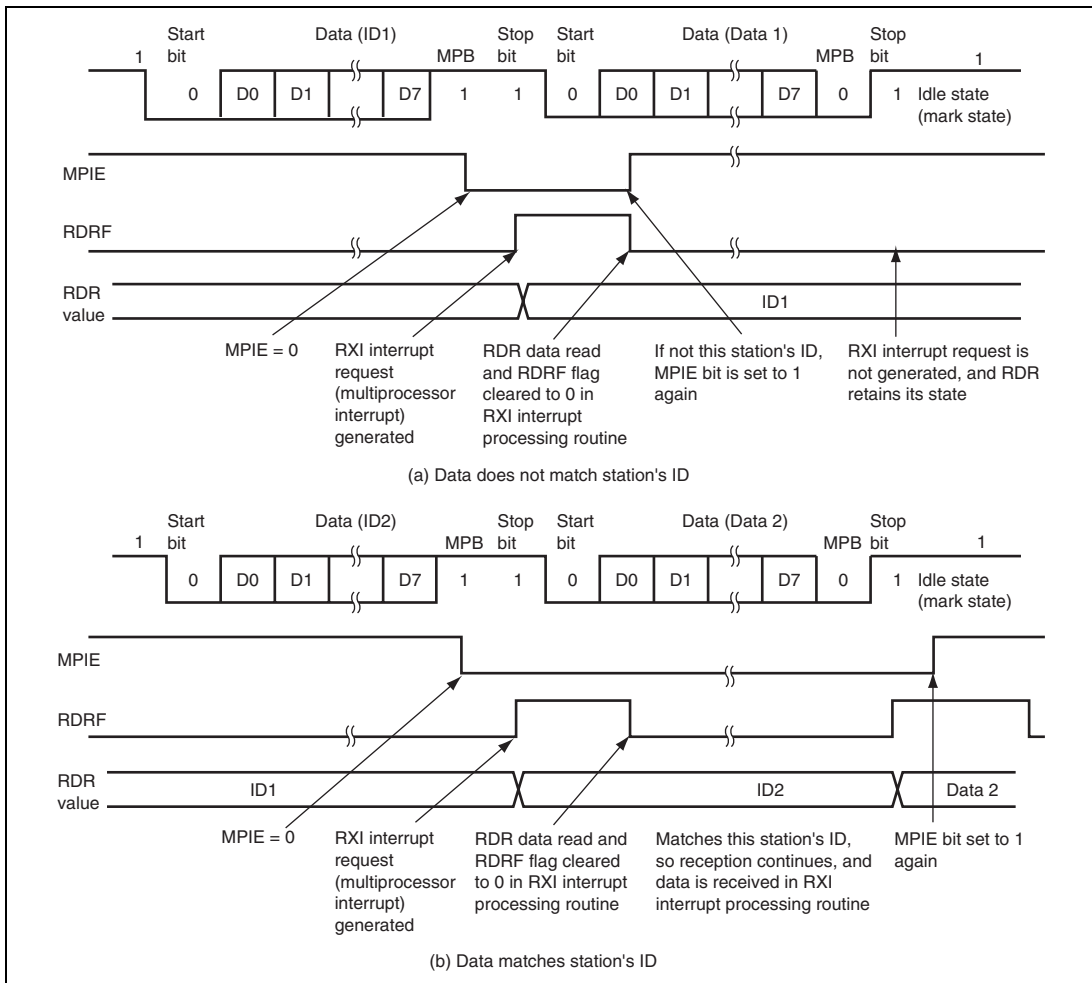 Start Data (ID1) Stop Start Data (Data 1) Stop
1 bit MPB bit bit MPB bit 1
0 D0 D1 D7 1 1 0 D0 D1 D7 0 1 Idle state
(mark state)
MPIE
RDRF
RDR
value
ID1
MPIE = 0
RXI interrupt
request
(multiprocessor
interrupt)
generated
RDR data read
and RDRF flag
cleared to 0 in
RXI interrupt
processing routine
If not this station's ID,
MPIE bit is set to 1
again
RXI interrupt request is
not generated, and RDR
retains its state
(a) Data does not match station's ID
Start Data (ID2) Stop Start Data (Data 2) Stop
1 bit MPB bit bit MPB bit 1
0 D0 D1 D7 1 1 0 D0 D1 D7 0 1 Idle state
(mark state)
MPIE
RDRF
RDR
value
ID1 ID2 Data 2
MPIE = 0
RXI interrupt
request
(multiprocessor
interrupt)
generated
RDR data read and
RDRF flag cleared
to 0 in RXI interrupt
processing routine
Matches this station's ID,
so reception continues, and
data is received in RXI
interrupt processing routine
MPIE bit set to 1
again
(b) Data matches station's ID